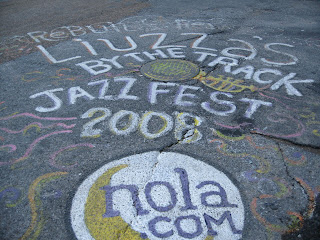 Liuzza's
BY THE TRACK
JAZZ FEST
2008
nola.
COM